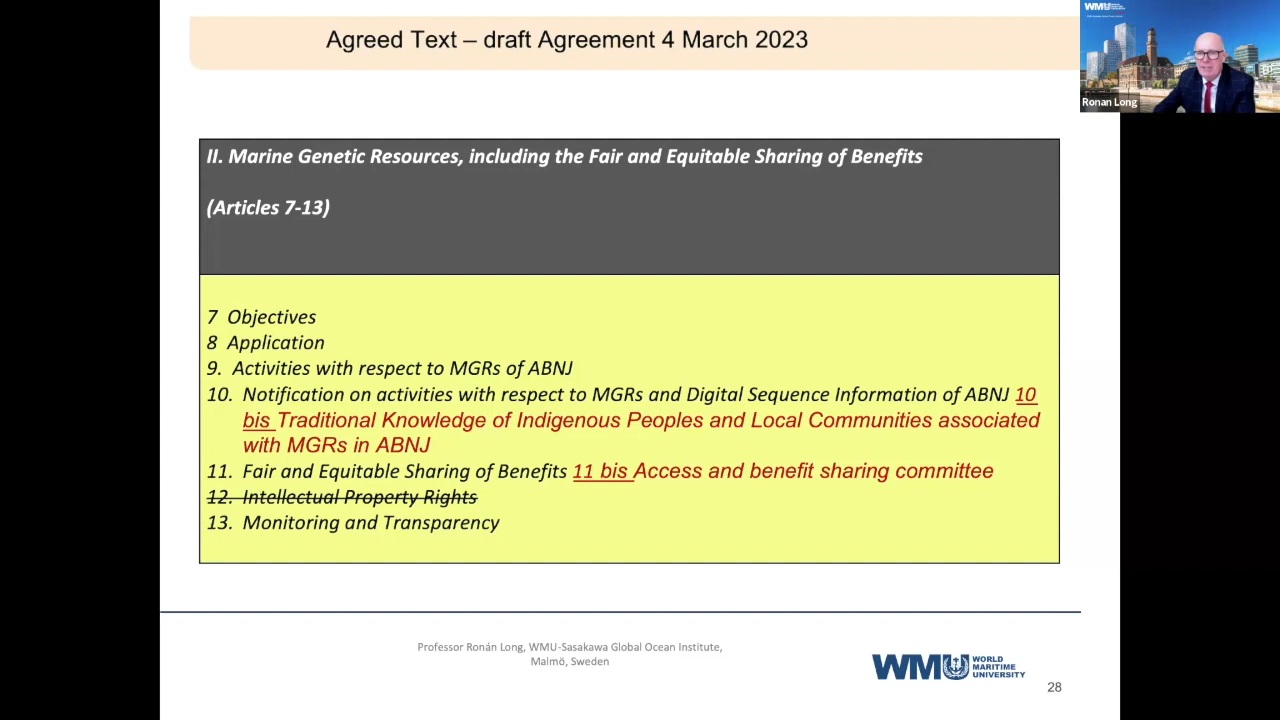 Agreed Text – draft Agreement 4 March 2023
WMU
Ronan Long
II. Marine Genetic Resources, including the Fair and Equitable Sharing of Benefits
(Articles 7-13)
7 Objectives
8 Application
9. Activities with respect to MGRs of ABNJ
10. Notification on activities with respect to MGRs and Digital Sequence Information of ABNJ 10
bis Traditional Knowledge of Indigenous Peoples and Local Communities associated
with MGRs in ABNJ
11. Fair and Equitable Sharing of Benefits 11 bis Access and benefit sharing committee
12. Intellectual Property Rights
13. Monitoring and Transparency
Professor Ronán Long, WMU-Sasakawa Global Ocean Institute,
Malmö, Sweden
WMU WORLD
MARITIME
UNIVERSITY
28